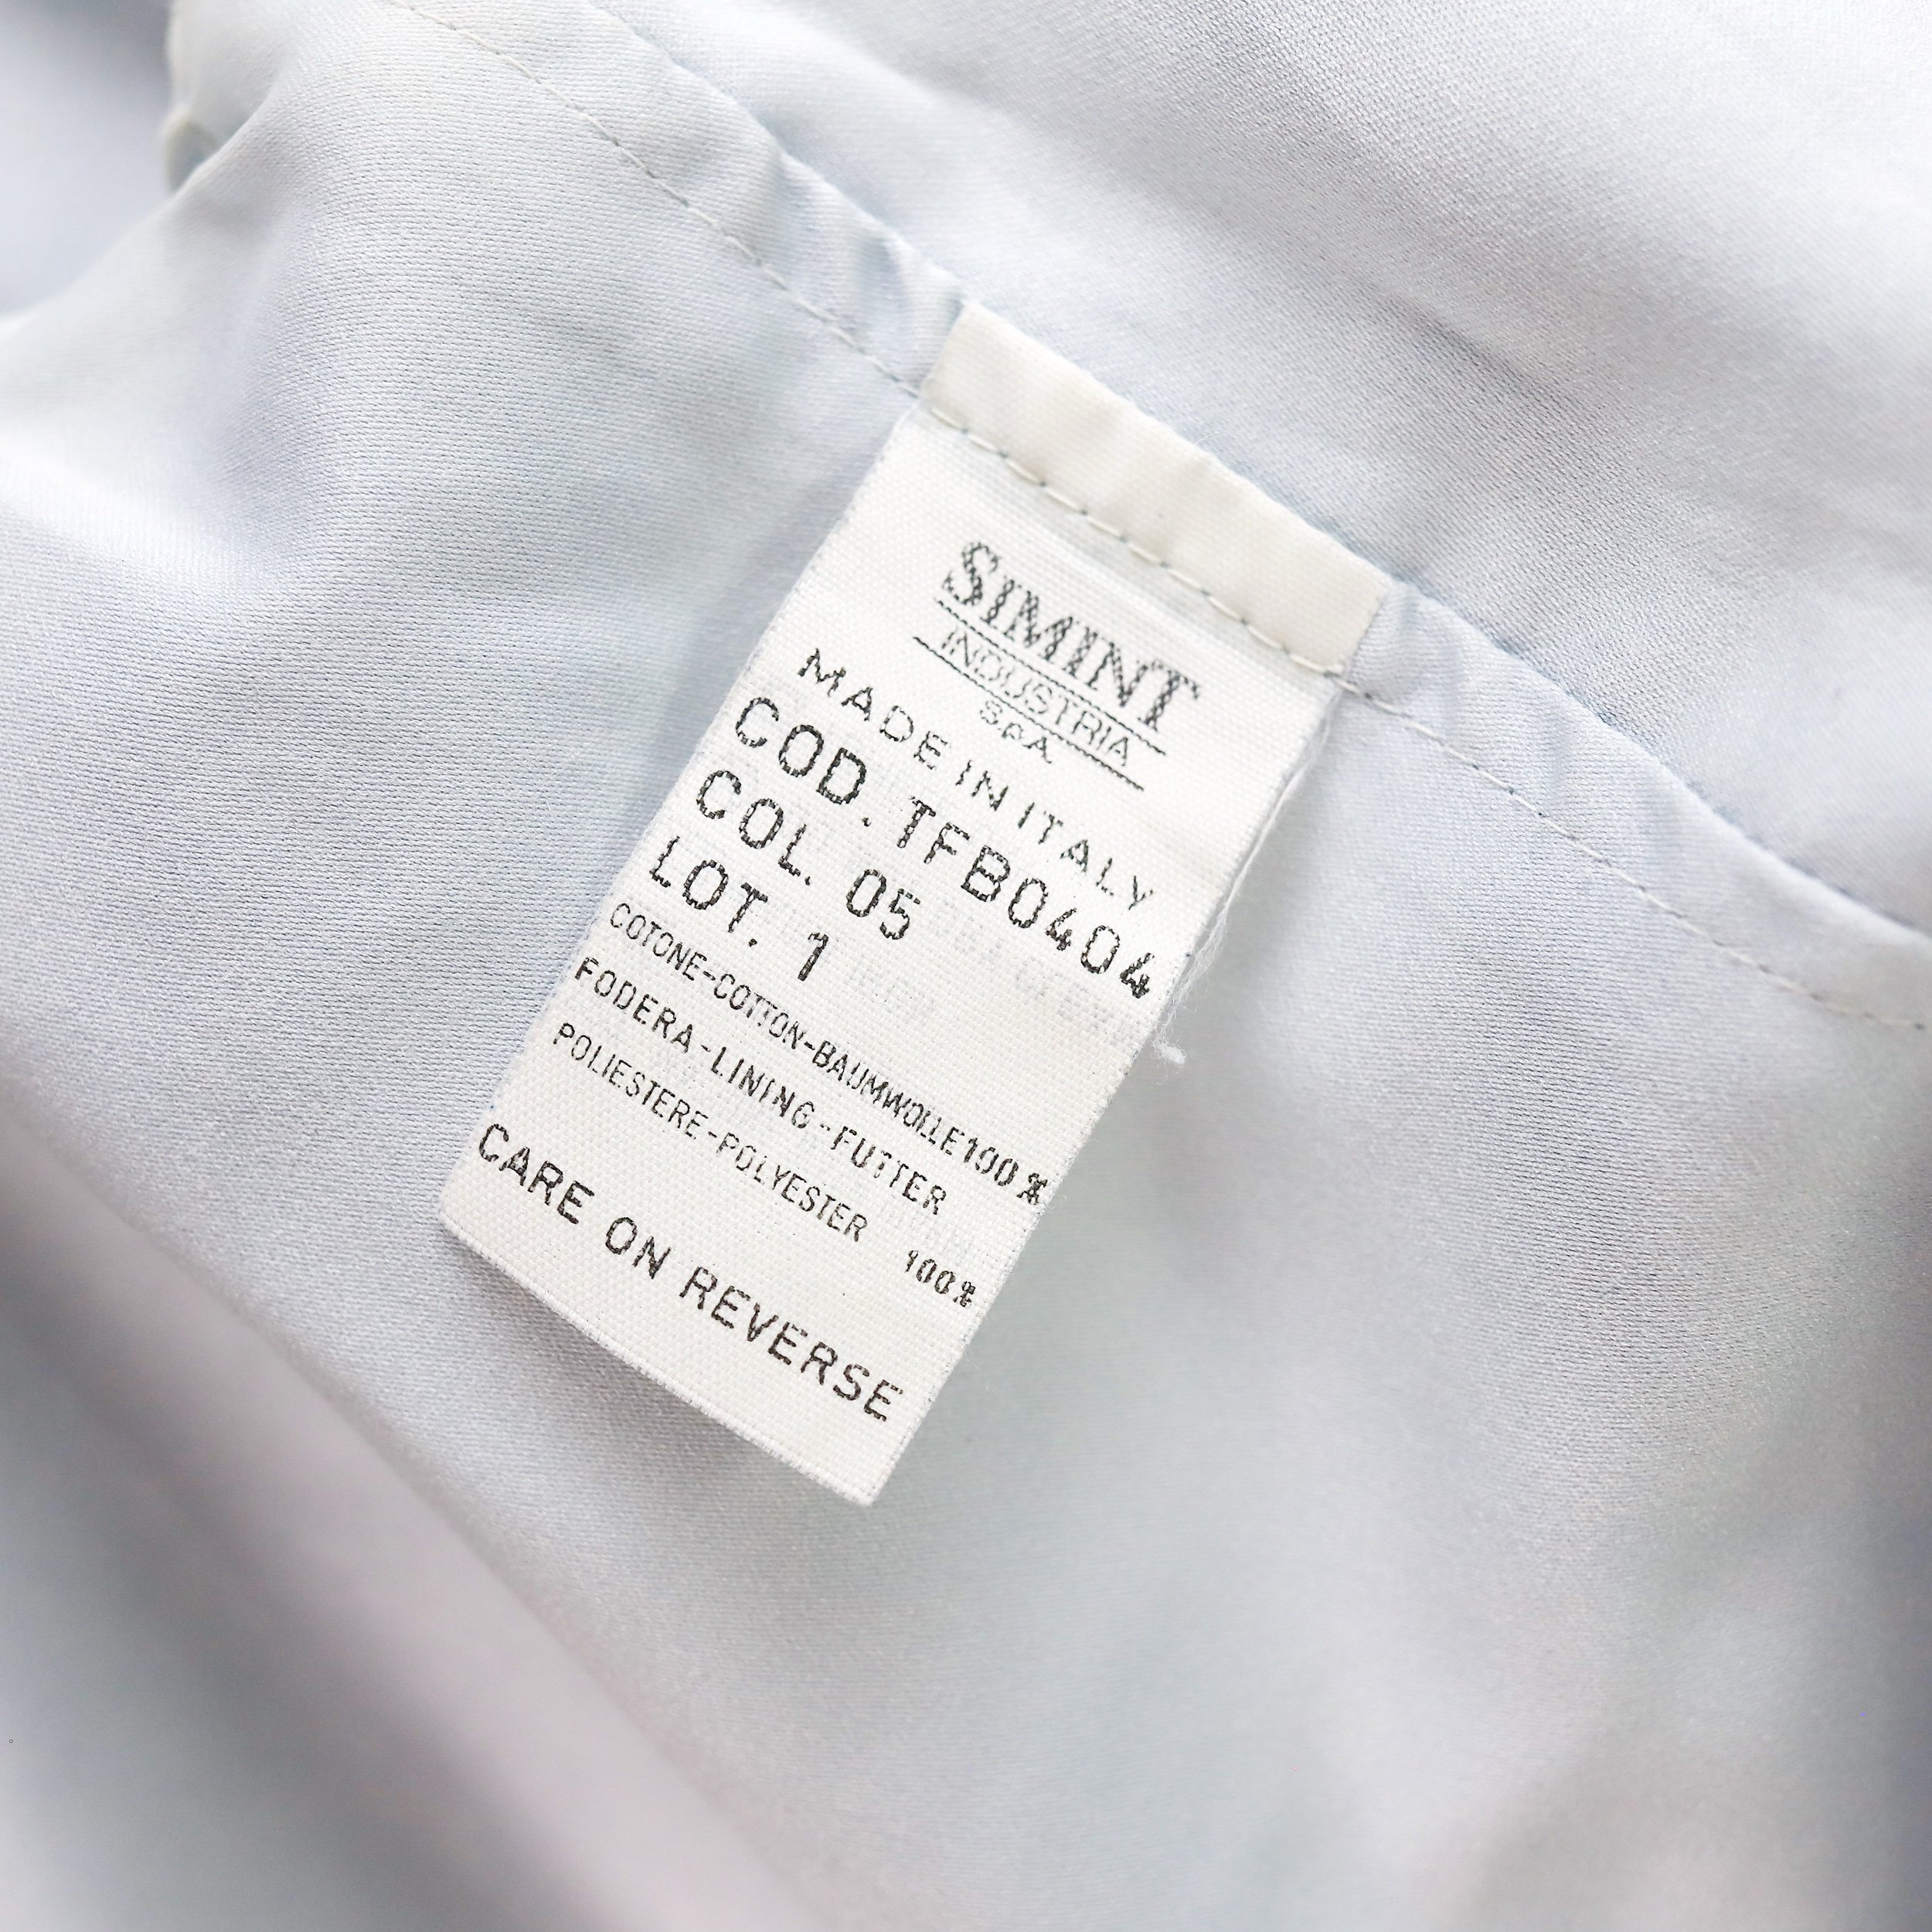 SIMINT
INDUSTRIA
SpA
MADE IN ITALY
COD. TFB0404
COL. 05
LOT. 1
COTONE-COTTON-BAUMWOLLE 100%
FODERA-LINING-FUTTER
POLIESTERE-POLYESTER 100%
CARE ON REVERSE